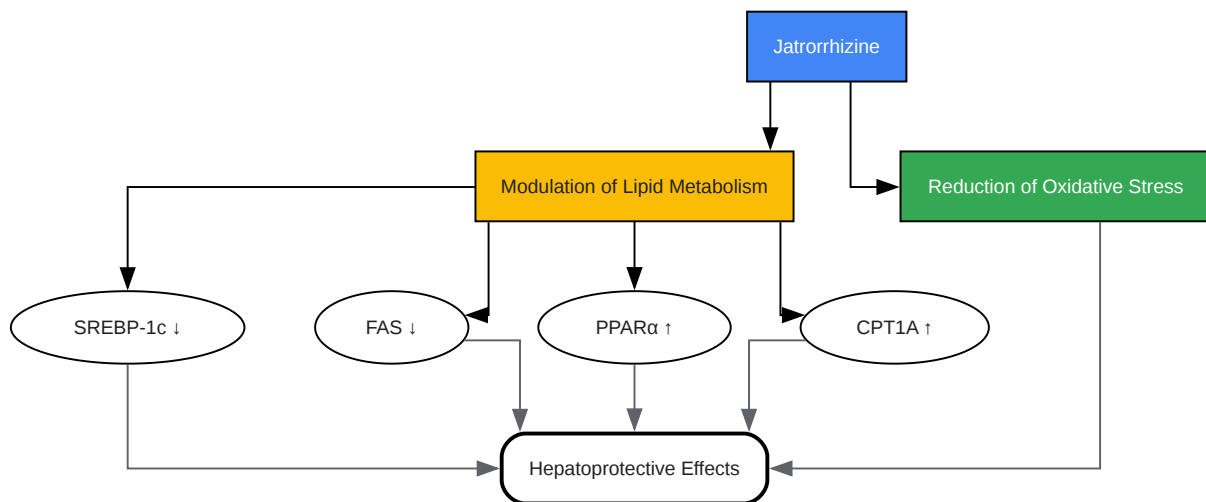 Jatrorrhizine
Modulation of Lipid Metabolism
Reduction of Oxidative Stress
SREBP-1c ↓
FAS ↓
PPARα ↑
CPT1A ↑
Hepatoprotective Effects